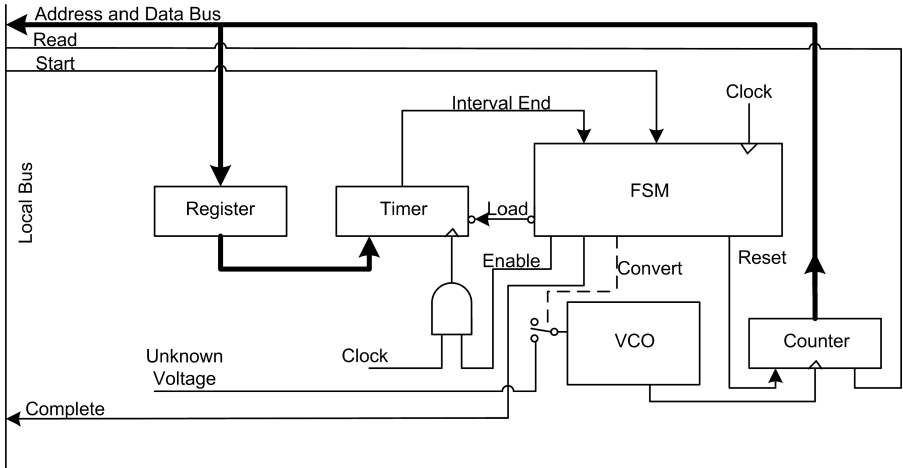 Address and Data Bus
Read
Start
Interval End
Clock
Local Bus
Register
Timer
Load
FSM
Enable
Convert
Reset
Unknown
Voltage
Clock
VCO
Counter
Complete